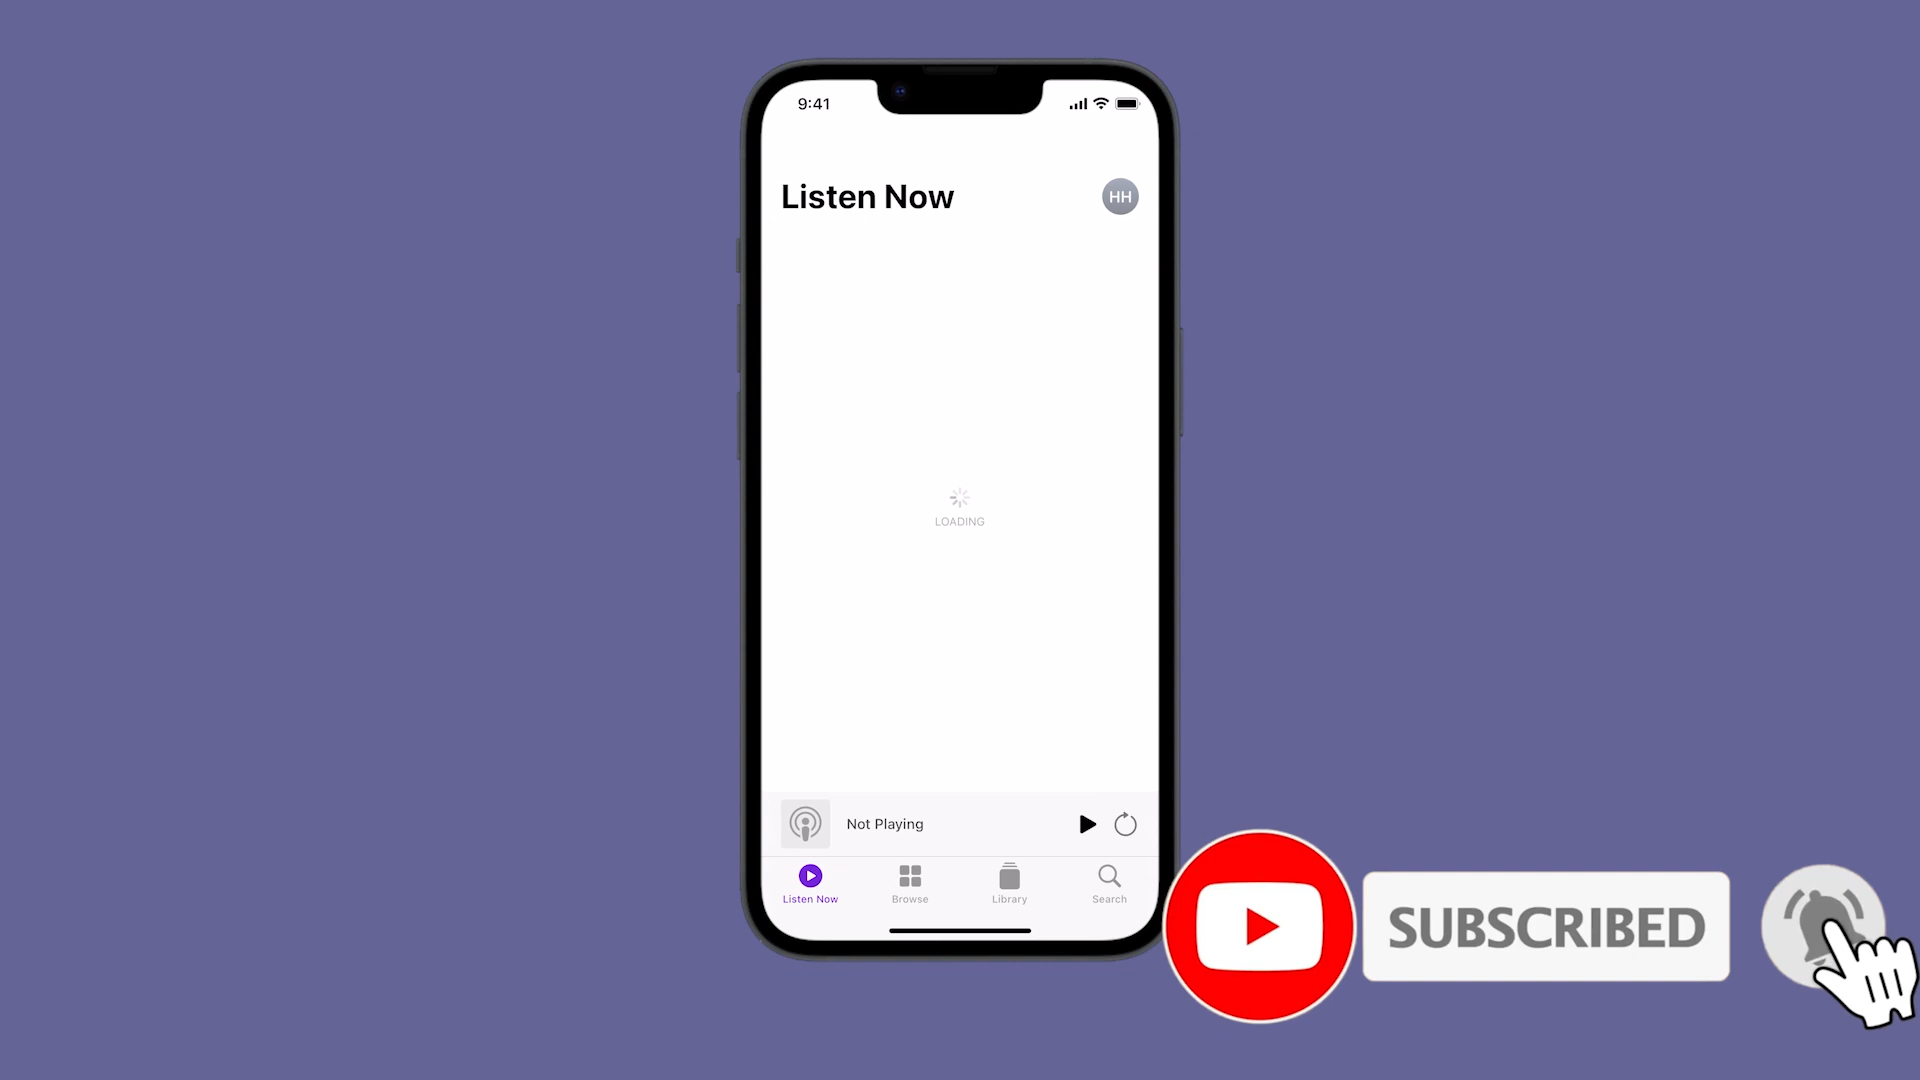 9:41
Listen Now
HH
LOADING
Not Playing
Listen Now
Browse
Library
Search
SUBSCRIBED